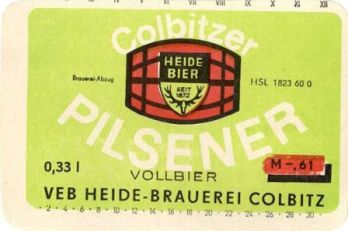 Colbitzer
HEIDE
BIER
SEIT
1872
Brauerei-Abzug
HSL 1823 60 0
PILSENER
0,33 l
VOLLBIER
M -,61
VEB HEIDE-BRAUEREI COLBITZ
2 • 4 • 6 • 8 • 10 • 12 • 14 • 16 • 18 • 20 • 22 • 24 • 26 • 28 • 30